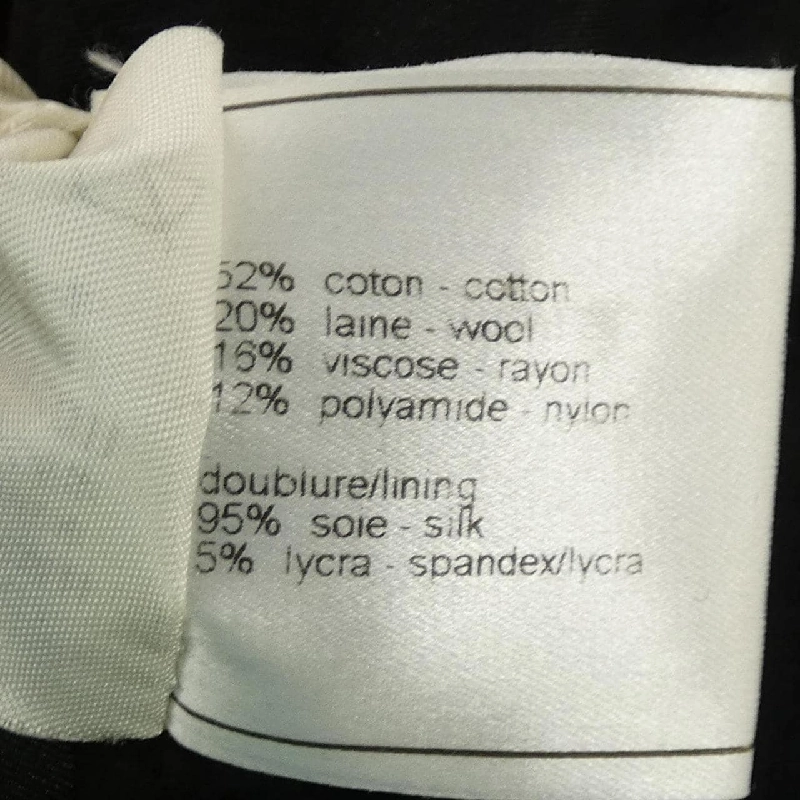 52% coton - cotton
20% laine - wool
16% viscose - rayon
12% polyamide - nylon
doublure/lining
95% soie - silk
5% lycra - spandex/lycra